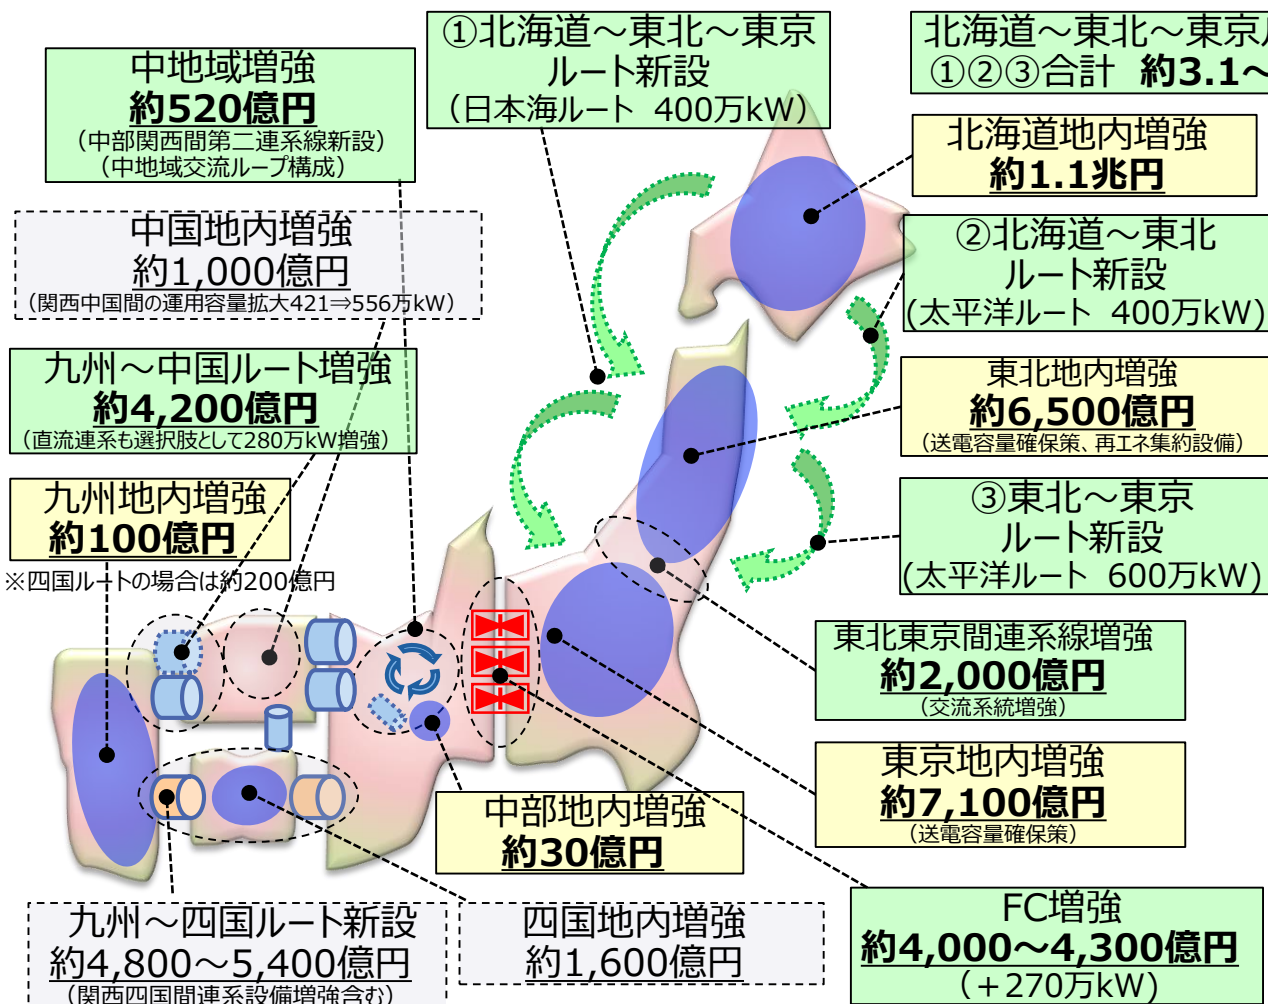 ①北海道～東北～東京
ルート新設
（日本海ルート 400万kW）
北海道～東北～東京
①②③合計 約3.1～
中地域増強
約520億円
（中部関西間第二連系線新設）
（中地域交流ループ構成）
北海道地内増強
約1.1兆円
中国地内増強
約1,000億円
（関西中国間の運用容量拡大421⇒556万kW）
②北海道～東北
ルート新設
（太平洋ルート 400万kW）
九州～中国ルート増強
約4,200億円
（直流連系も選択肢として280万kW増強）
東北地内増強
約6,500億円
（送電容量確保策、再エネ集約設備）
九州地内増強
約100億円
※四国ルートの場合は約200億円
③東北～東京
ルート新設
（太平洋ルート 600万kW）
東北東京間連系線増強
約2,000億円
（交流系統増強）
東京地内増強
約7,100億円
（送電容量確保策）
中部地内増強
約30億円
九州～四国ルート新設
約4,800～5,400億円
（関西四国間連系設備増強含む）
四国地内増強
約1,600億円
FC増強
約4,000～4,300億円
（＋270万kW）